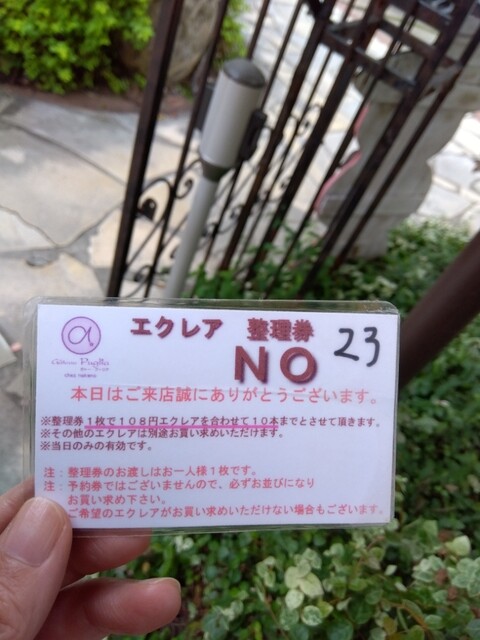 エクレア 整理券
NO 23
α
chez nakano
本日はご来店誠にありがとうございます。
※整理券１枚で１０８円エクレアを合わせて１０本までとさせて頂きます。
※その他のエクレアは別途お買い求めいただけます。
※当日のみの有効です。
注：整理券のお渡しはお一人様１枚です。
注：予約券ではございませんので、必ずお並びになり
お買い求め下さい。
ご希望のエクレアがお買い求めいただけない場合もございます。